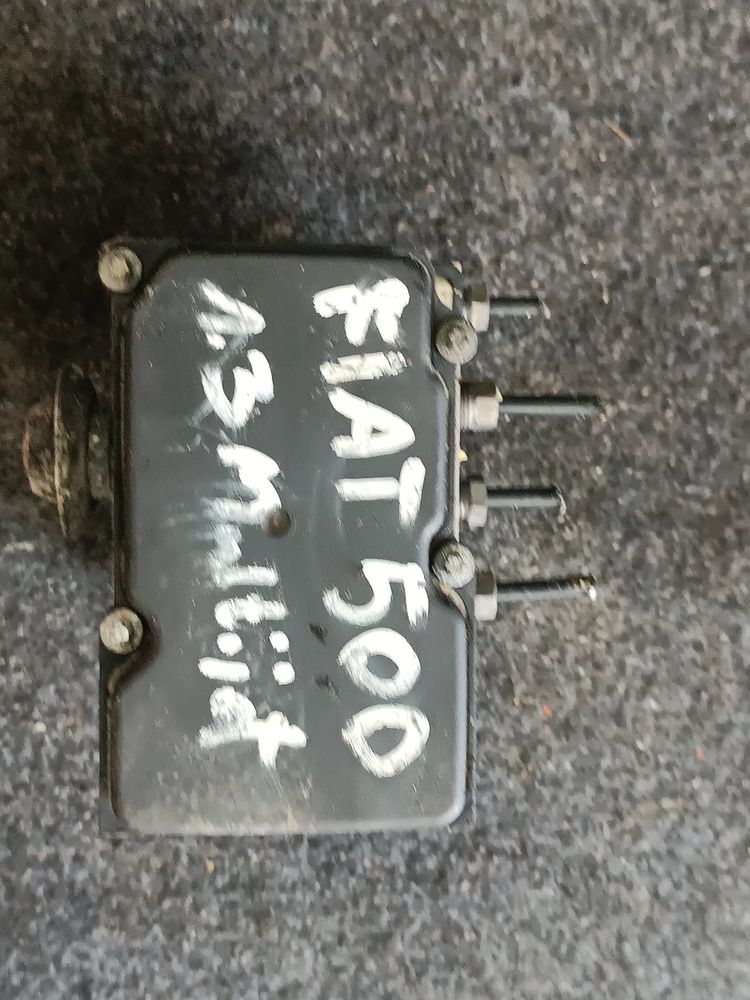 FIAT 500
1.3 Multijet